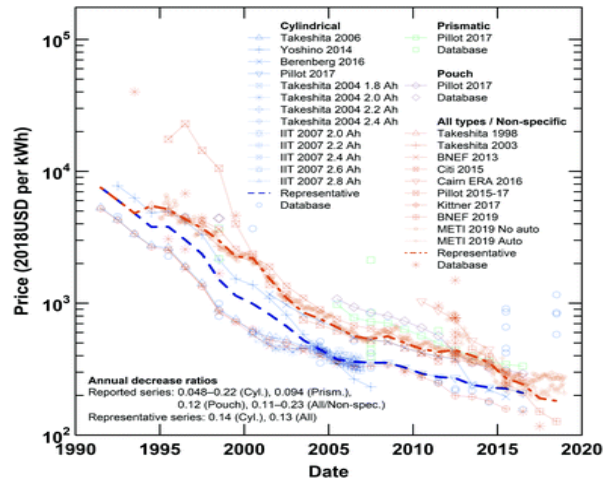 Price (2018USD per kWh)
10^5
10^4
10^3
10^2
Cylindrical
Takeshita 2006
Yoshino 2014
Berenberg 2016
Pillot 2017
Takeshita 2004 1.8 Ah
Takeshita 2004 2.0 Ah
Takeshita 2004 2.2 Ah
Takeshita 2004 2.4 Ah
IIT 2007 2.0 Ah
IIT 2007 2.2 Ah
IIT 2007 2.4 Ah
IIT 2007 2.6 Ah
IIT 2007 2.8 Ah
Representative
Database
Prismatic
Pillot 2017
Database
Pouch
Pillot 2017
Database
All types / Non-specific
Takeshita 1998
Takeshita 2003
BNEF 2013
Citi 2015
Cairn ERA 2016
Pillot 2015-17
Kittner 2017
BNEF 2019
METI 2019 No auto
METI 2019 Auto
Representative
Database
Annual decrease ratios
Reported series: 0.048–0.22 (Cyl.), 0.094 (Prism.),
0.12 (Pouch), 0.11–0.23 (All/Non-spec.)
Representative series: 0.14 (Cyl.), 0.13 (All)
1990 1995 2000 2005 2010 2015 2020
Date